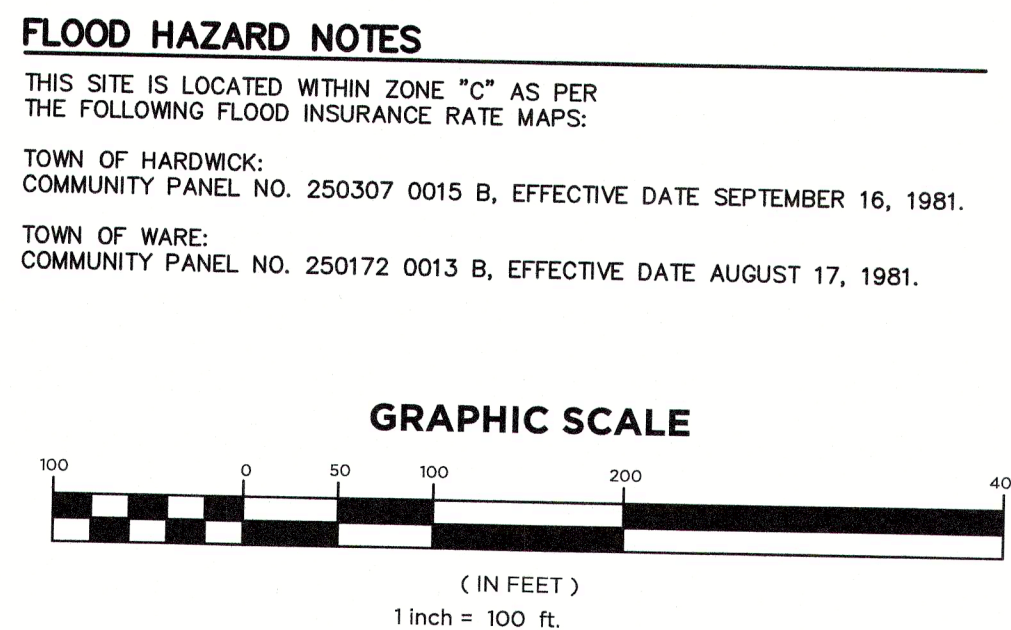 FLOOD HAZARD NOTES
THIS SITE IS LOCATED WITHIN ZONE "C" AS PER
THE FOLLOWING FLOOD INSURANCE RATE MAPS:
TOWN OF HARDWICK:
COMMUNITY PANEL NO. 250307 0015 B, EFFECTIVE DATE SEPTEMBER 16, 1981.
TOWN OF WARE:
COMMUNITY PANEL NO. 250172 0013 B, EFFECTIVE DATE AUGUST 17, 1981.
GRAPHIC SCALE
100 0 50 100 200 40
( IN FEET )
1 inch = 100 ft.